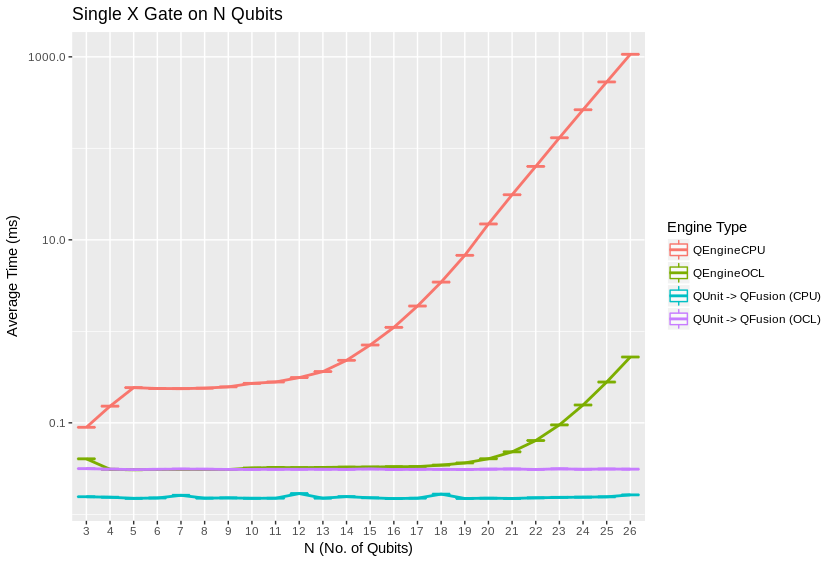 Single X Gate on N Qubits
Average Time (ms)
1000.0
10.0
0.1
3 4 5 6 7 8 9 10 11 12 13 14 15 16 17 18 19 20 21 22 23 24 25 26
N (No. of Qubits)
Engine Type
QEngineCPU
QEngineOCL
QUnit -> QFusion (CPU)
QUnit -> QFusion (OCL)